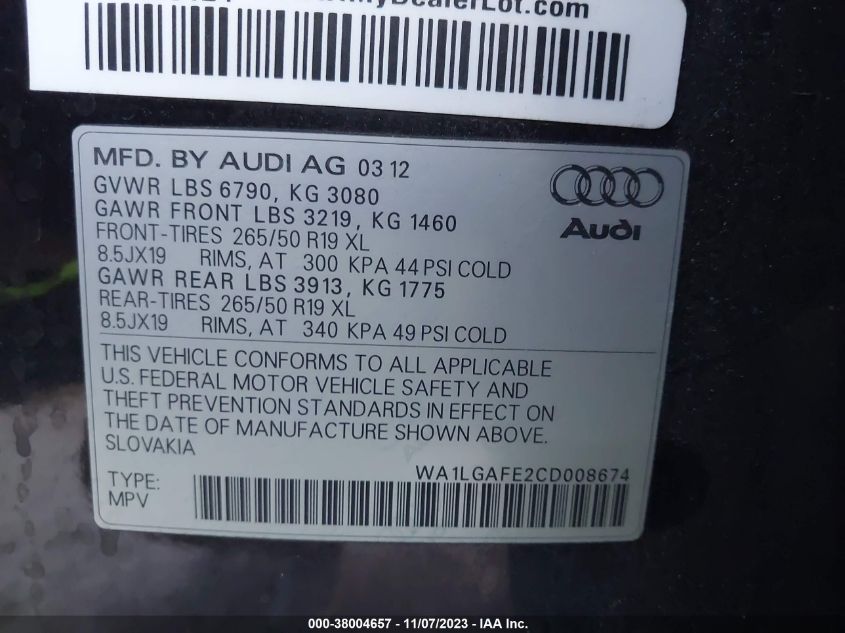 MyDealerLot.com
MFD. BY AUDI AG 03 12
GVWR LBS 6790, KG 3080
GAWR FRONT LBS 3219, KG 1460
FRONT-TIRES 265/50 R19 XL
8.5JX19 RIMS, AT 300 KPA 44 PSI COLD
GAWR REAR LBS 3913, KG 1775
REAR-TIRES 265/50 R19 XL
8.5JX19 RIMS, AT 340 KPA 49 PSI COLD
Audi
THIS VEHICLE CONFORMS TO ALL APPLICABLE
U.S. FEDERAL MOTOR VEHICLE SAFETY AND
THEFT PREVENTION STANDARDS IN EFFECT ON
THE DATE OF MANUFACTURE SHOWN ABOVE.
SLOVAKIA
WA1LGAFE2CD008674
TYPE:
MPV
000-38004657 - 11/07/2023 - IAA Inc.